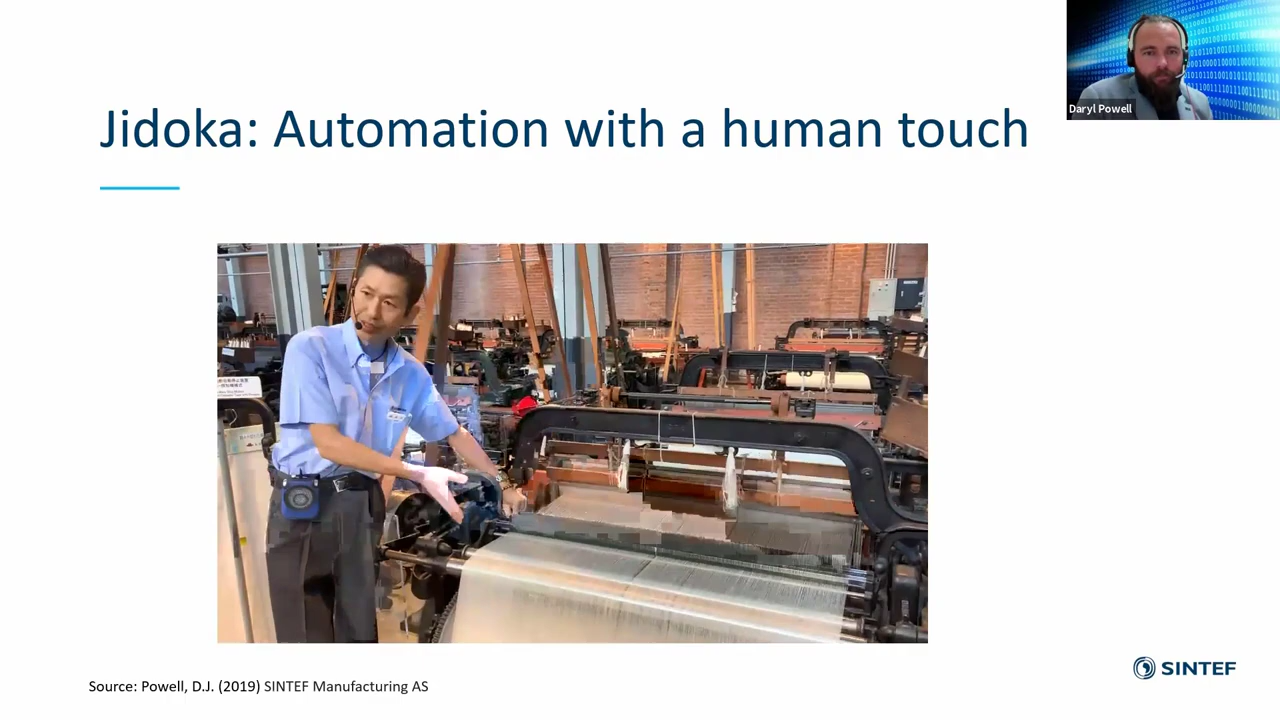 Jidoka: Automation with a human touch
Daryl Powell
Source: Powell, D.J. (2019) SINTEF Manufacturing AS
SINTEF